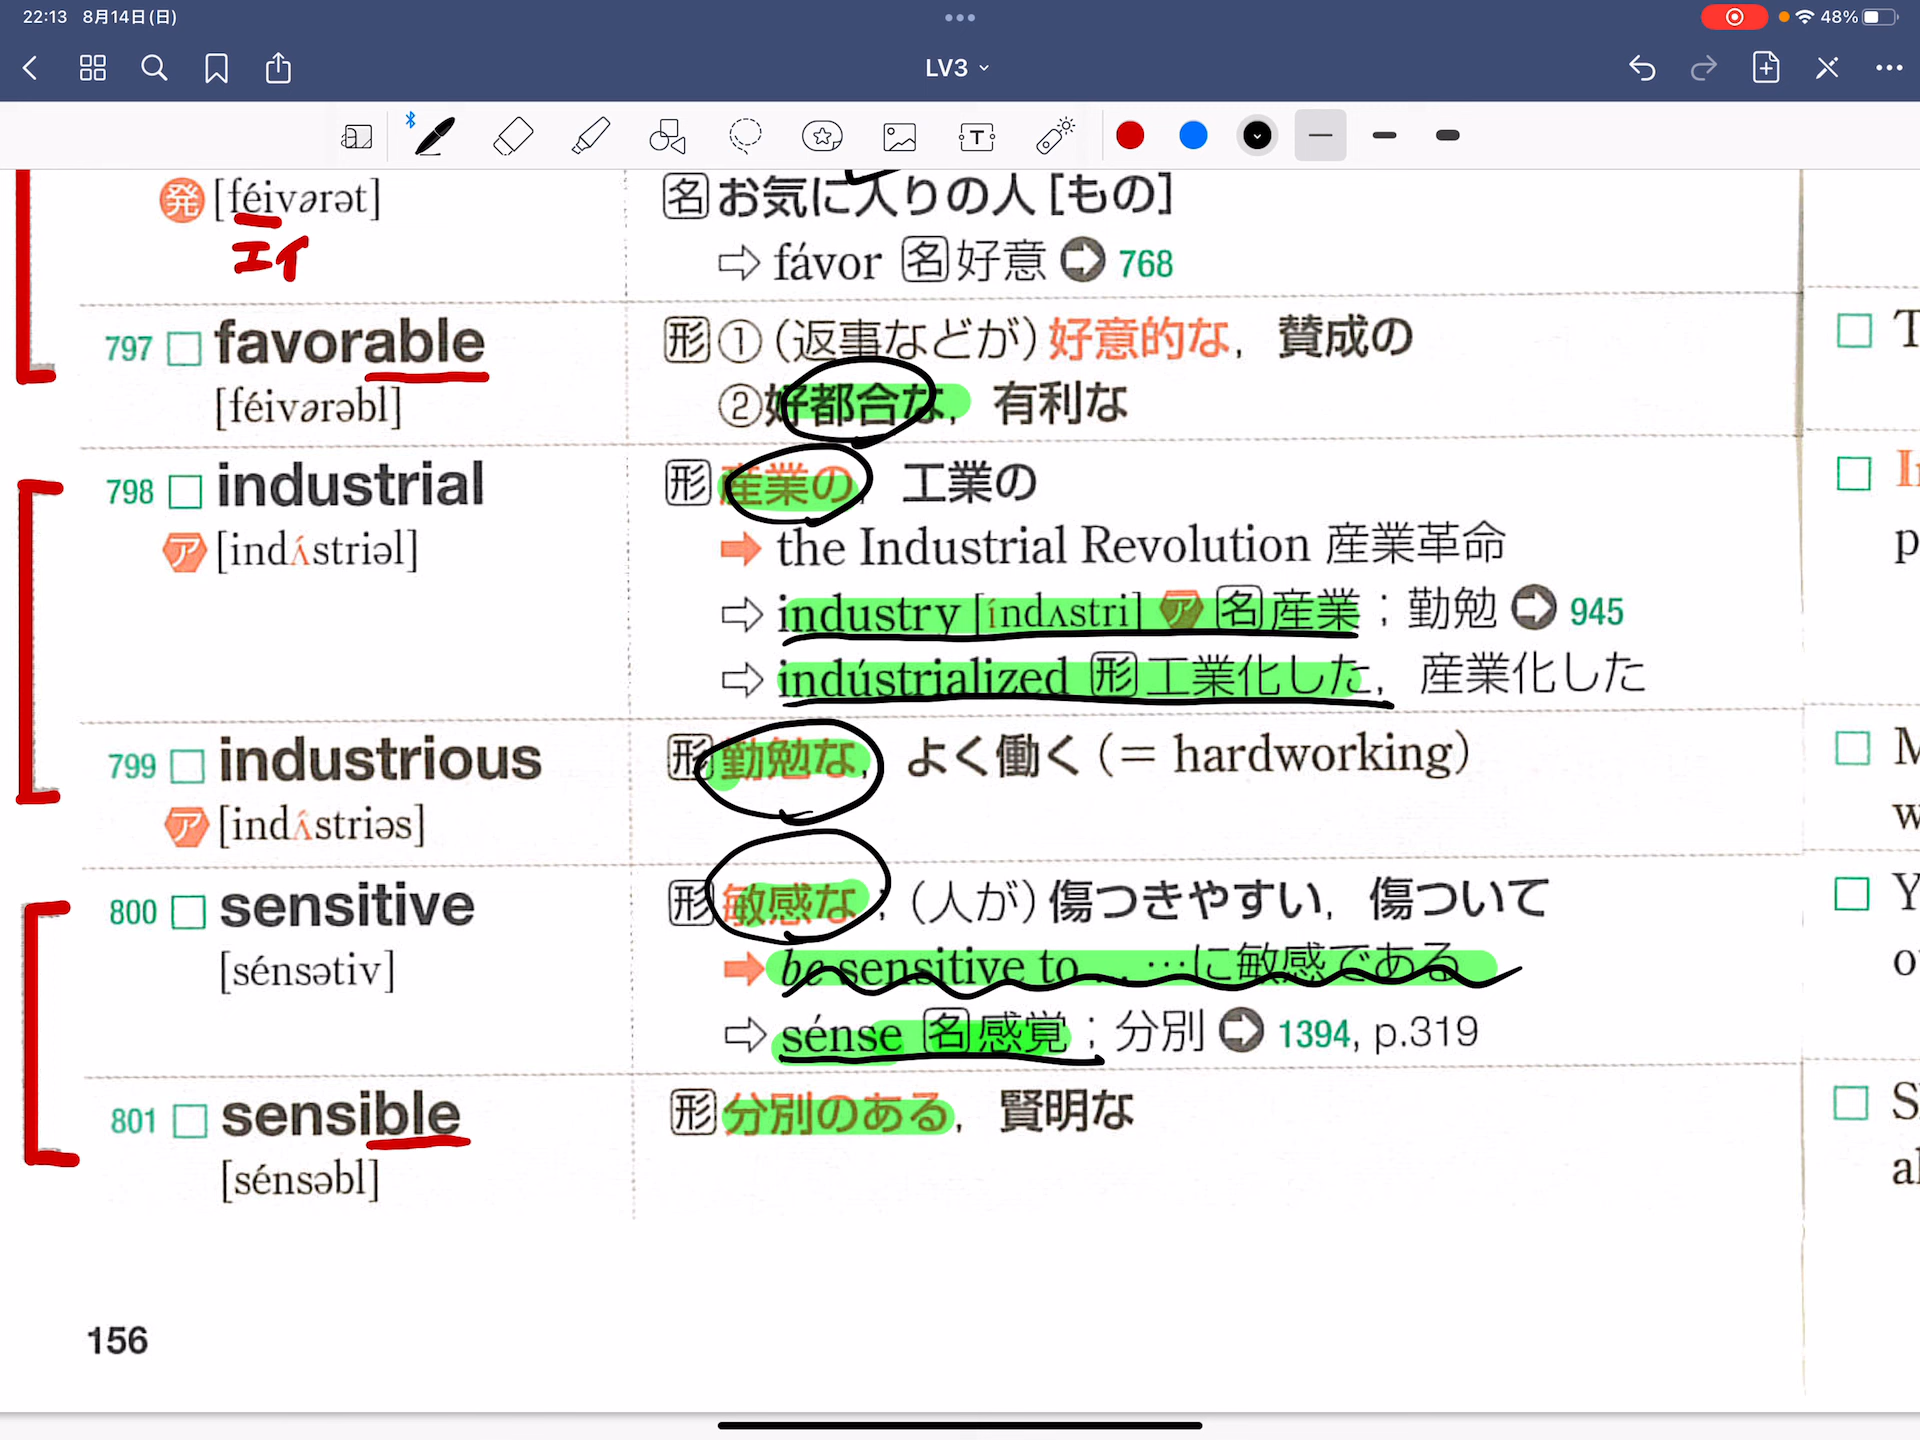 22:13 8月14日(日)
48%
LV3
発 [féivərət]
エイ
名 お気に入りの人[もの]
⇨ fávor 名 好意 ➲ 768
797 □ favorable
[féivərəbl]
形 ①(返事などが)好意的な, 賛成の
②好都合な, 有利な
798 □ industrial
ア [indʌ́striəl]
形 産業の, 工業の
➡ the Industrial Revolution 産業革命
⇨ industry [índʌstri] ア 名 産業;勤勉 ➲ 945
⇨ indústrialized 形 工業化した, 産業化した
799 □ industrious
ア [indʌ́striəs]
形 勤勉な, よく働く(= hardworking)
800 □ sensitive
[sénsətiv]
形 敏感な;(人が)傷つきやすい, 傷ついて
➡ be sensitive to ... …に敏感である
⇨ sénse 名 感覚;分別 ➲ 1394, p.319
801 □ sensible
[sénsəbl]
形 分別のある, 賢明な
156